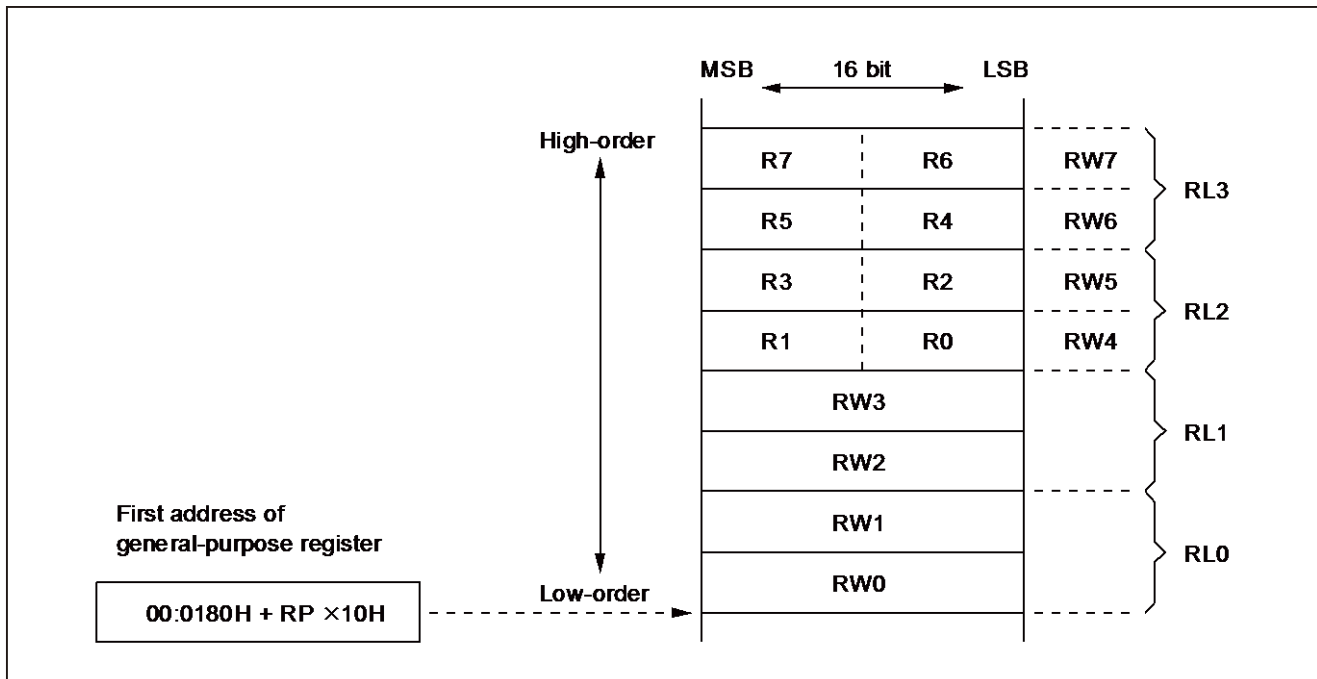 MSB 16 bit LSB
High-order
R7 R6 RW7
RL3
R5 R4 RW6
R3 R2 RW5
RL2
R1 R0 RW4
RW3
RL1
RW2
First address of
general-purpose register
RW1
RL0
Low-order
RW0
00:0180H + RP ×10H